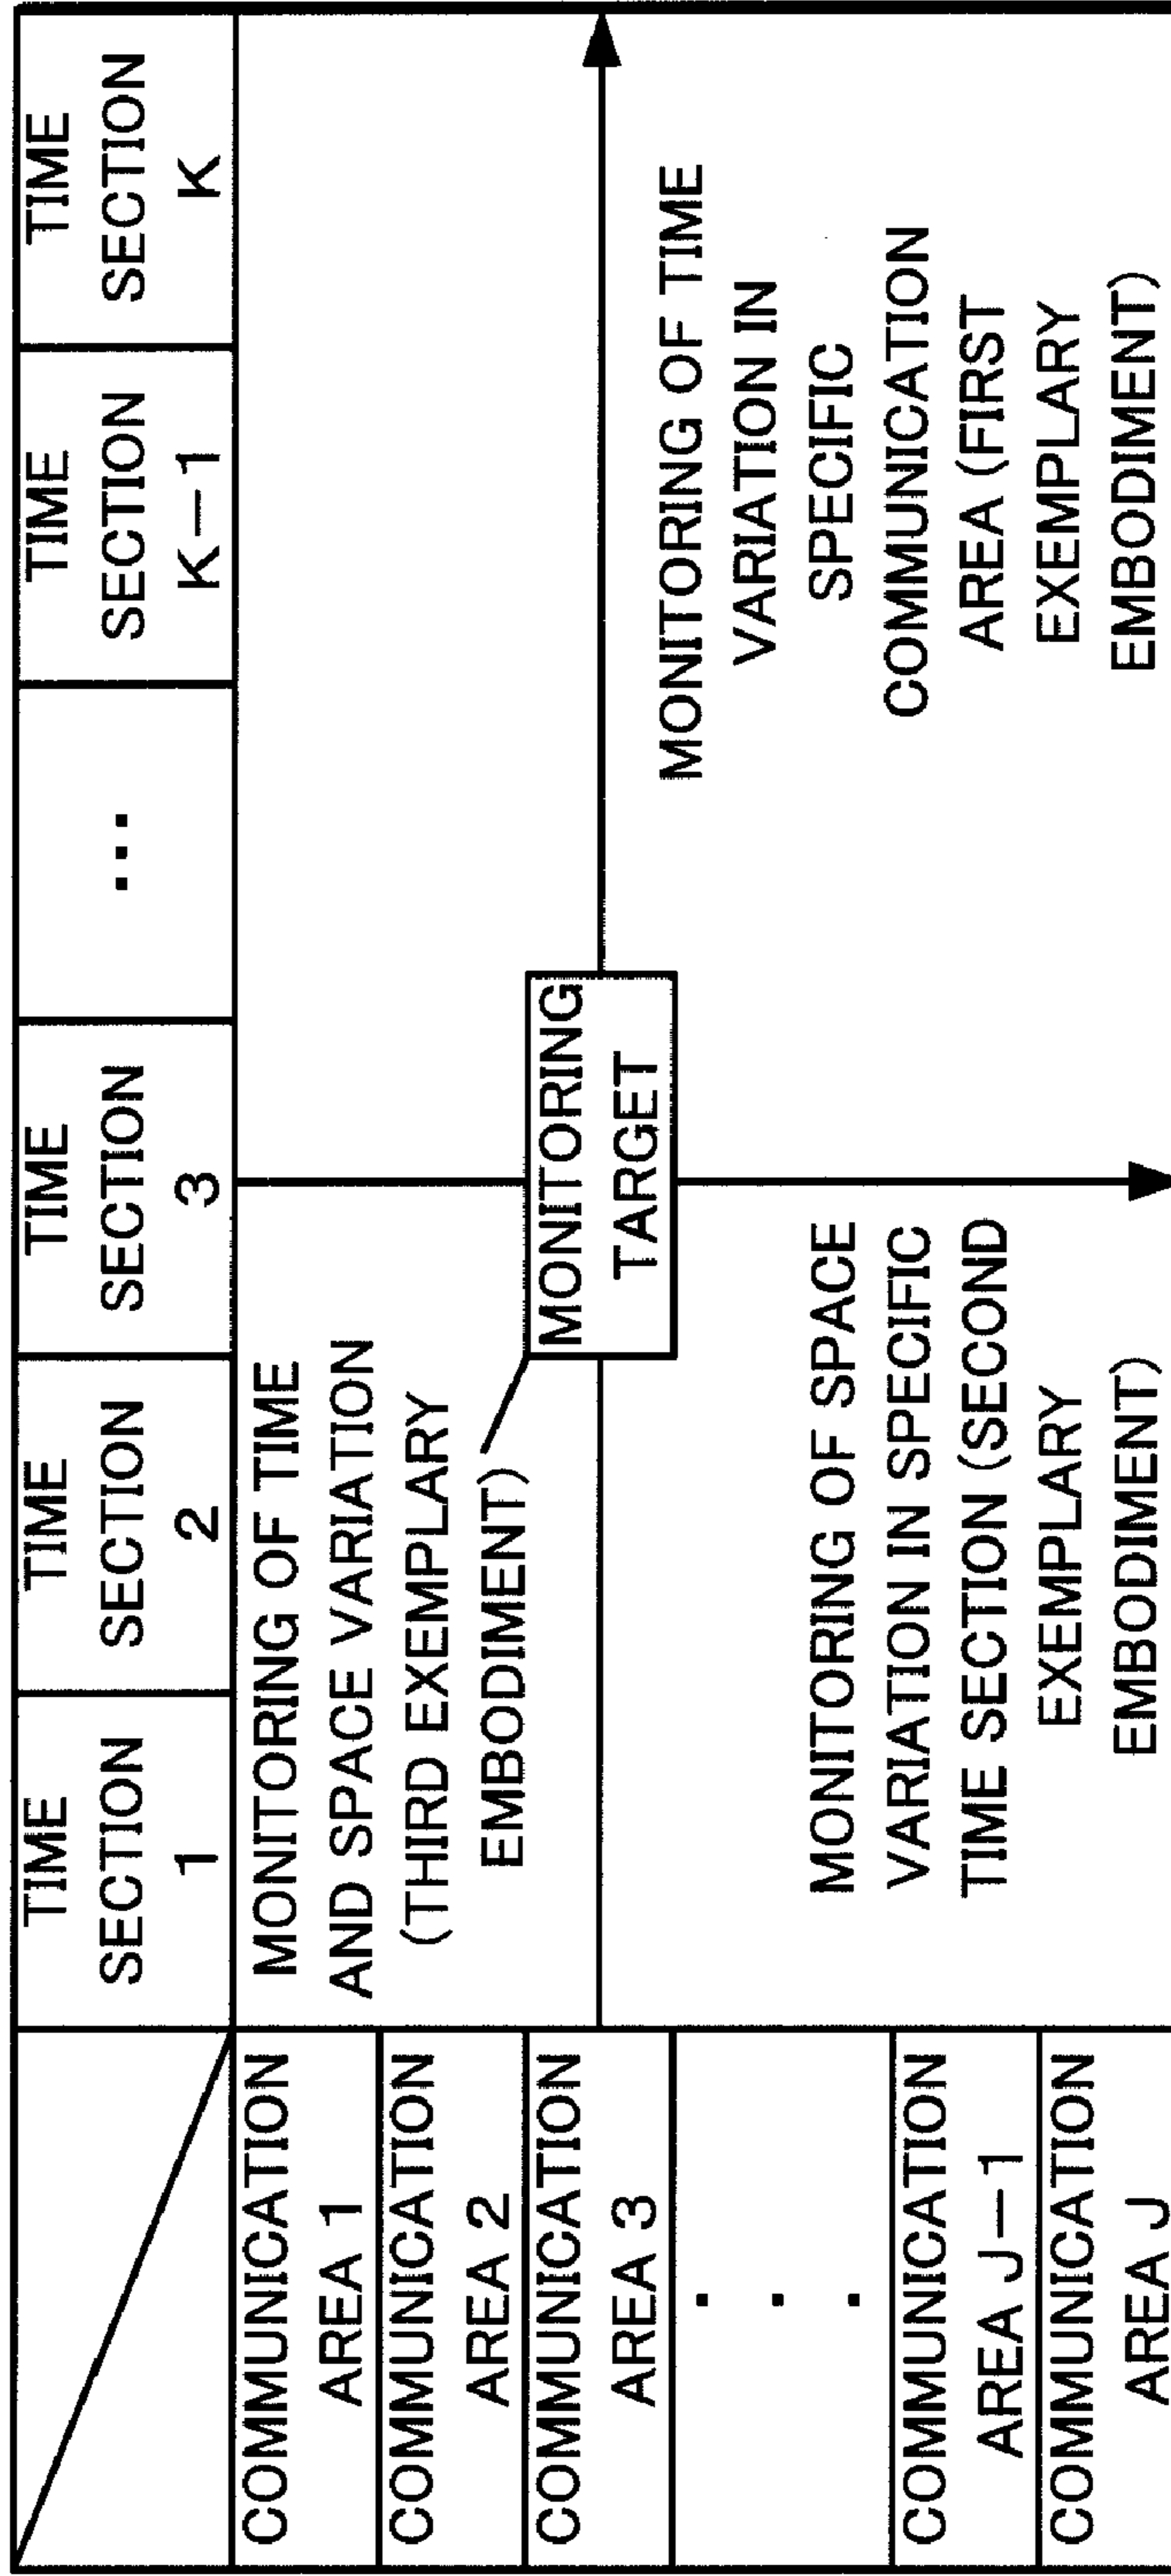 TIME
SECTION
1
TIME
SECTION
2
TIME
SECTION
3
...
TIME
SECTION
K-1
TIME
SECTION
K
COMMUNICATION
AREA 1
COMMUNICATION
AREA 2
COMMUNICATION
AREA 3
. . .
COMMUNICATION
AREA J-1
COMMUNICATION
AREA J
MONITORING OF TIME
AND SPACE VARIATION
(THIRD EXEMPLARY
EMBODIMENT)
MONITORING
TARGET
MONITORING OF SPACE
VARIATION IN SPECIFIC
TIME SECTION (SECOND
EXEMPLARY
EMBODIMENT)
MONITORING OF TIME
VARIATION IN
SPECIFIC
COMMUNICATION
AREA (FIRST
EXEMPLARY
EMBODIMENT)